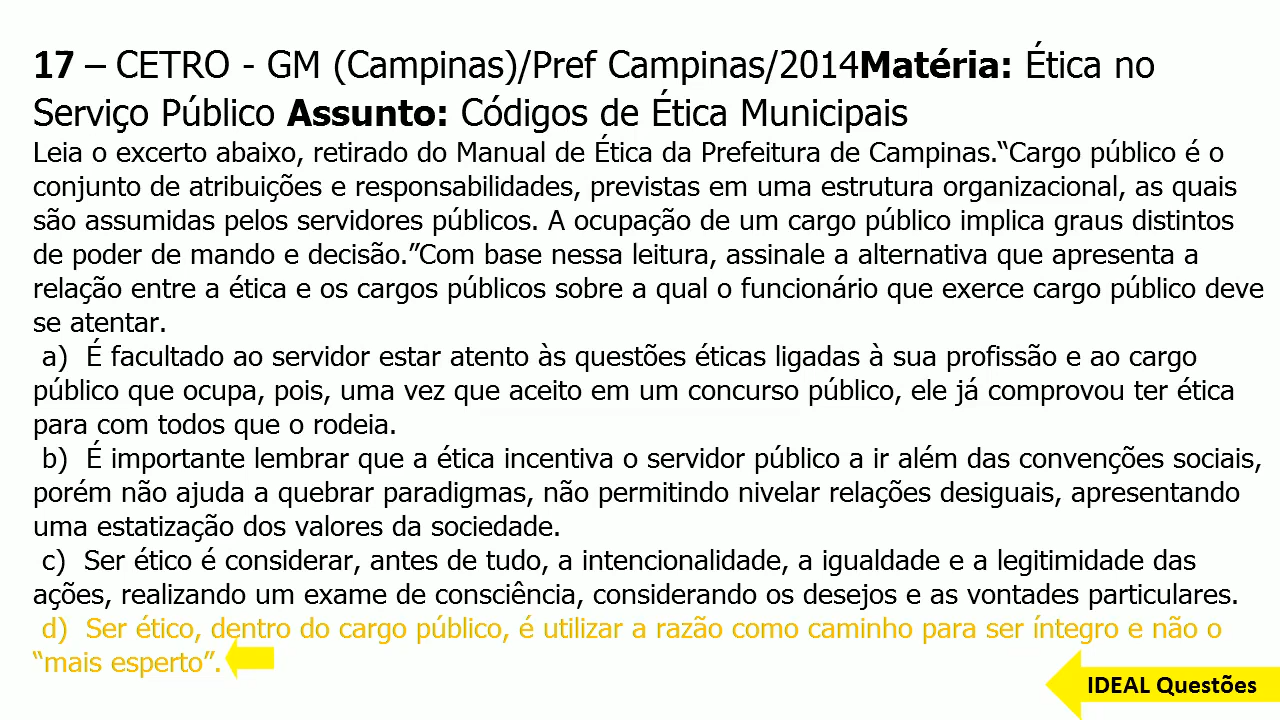 17 – CETRO - GM (Campinas)/Pref Campinas/2014Matéria: Ética no
Serviço Público Assunto: Códigos de Ética Municipais
Leia o excerto abaixo, retirado do Manual de Ética da Prefeitura de Campinas.“Cargo público é o
conjunto de atribuições e responsabilidades, previstas em uma estrutura organizacional, as quais
são assumidas pelos servidores públicos. A ocupação de um cargo público implica graus distintos
de poder de mando e decisão.”Com base nessa leitura, assinale a alternativa que apresenta a
relação entre a ética e os cargos públicos sobre a qual o funcionário que exerce cargo público deve
se atentar.
a)  É facultado ao servidor estar atento às questões éticas ligadas à sua profissão e ao cargo
público que ocupa, pois, uma vez que aceito em um concurso público, ele já comprovou ter ética
para com todos que o rodeia.
b)  É importante lembrar que a ética incentiva o servidor público a ir além das convenções sociais,
porém não ajuda a quebrar paradigmas, não permitindo nivelar relações desiguais, apresentando
uma estatização dos valores da sociedade.
c)  Ser ético é considerar, antes de tudo, a intencionalidade, a igualdade e a legitimidade das
ações, realizando um exame de consciência, considerando os desejos e as vontades particulares.
d)  Ser ético, dentro do cargo público, é utilizar a razão como caminho para ser íntegro e não o
“mais esperto”.
IDEAL Questões